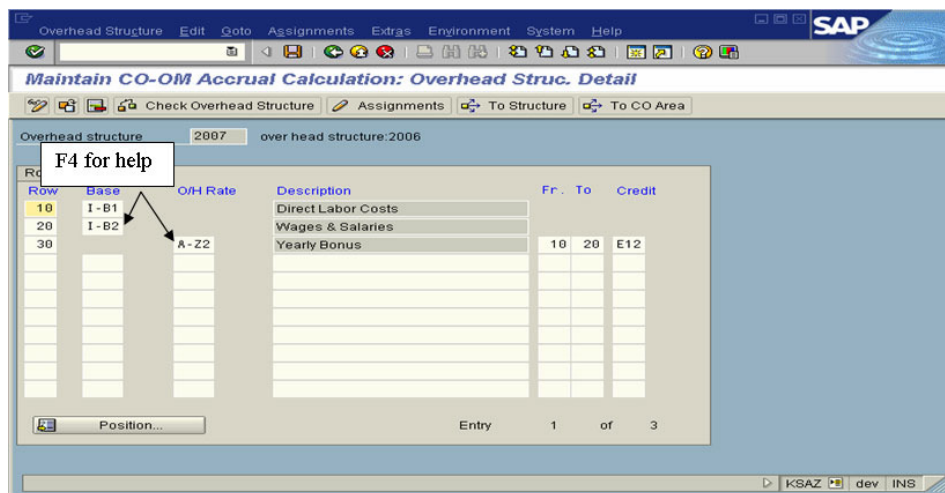 Overhead Structure Edit Goto Assignments Extras Environment System Help
SAP
Maintain CO-OM Accrual Calculation: Overhead Struc. Detail
Check Overhead Structure Assignments To Structure To CO Area
Overhead structure 2007 over head structure:2006
F4 for help
Row Base O/H Rate Description Fr. To Credit
10 I-B1 Direct Labor Costs
20 I-B2 Wages & Salaries
30 A-Z2 Yearly Bonus 10 20 E12
Position... Entry 1 of 3
KSAZ dev INS